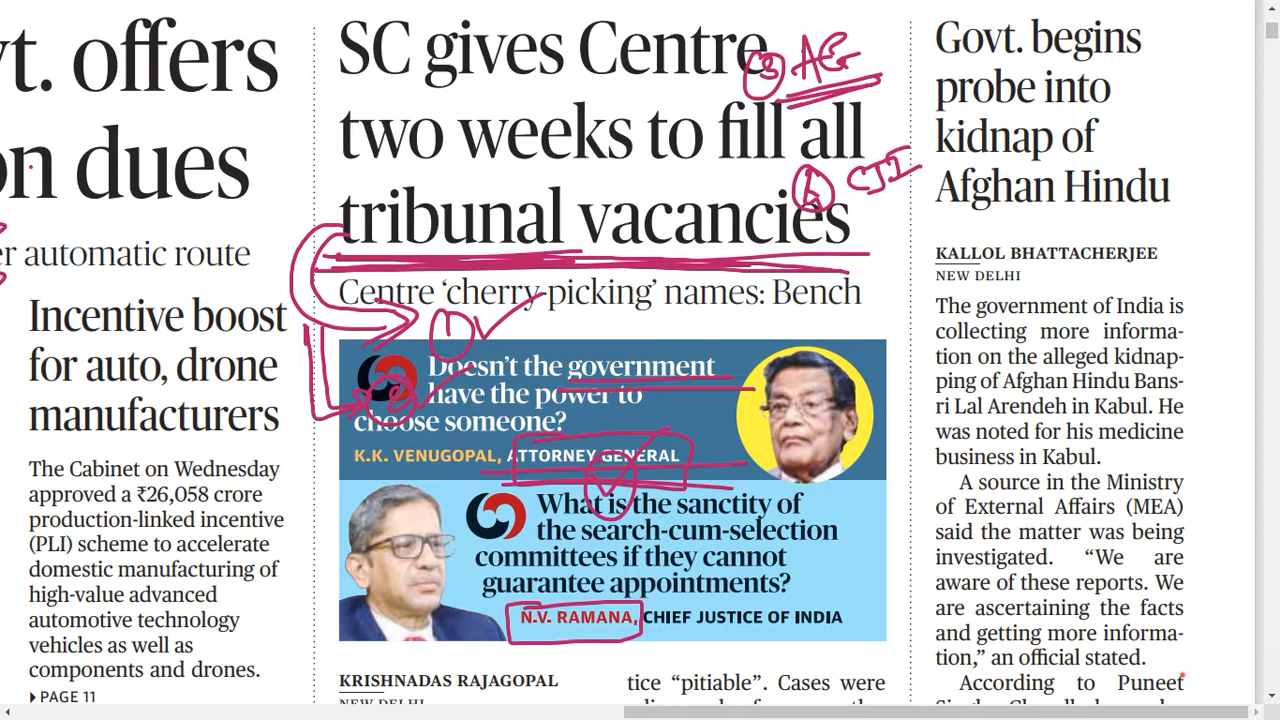 vt. offers
on dues
er automatic route
Incentive boost
for auto, drone
manufacturers
The Cabinet on Wednesday
approved a ₹26,058 crore
production-linked incentive
(PLI) scheme to accelerate
domestic manufacturing of
high-value advanced
automotive technology
vehicles as well as
components and drones.
PAGE 11
SC gives Centre
two weeks to fill all
tribunal vacancies
3 AG
CJI
Centre ‘cherry-picking’ names: Bench
1
2
Doesn’t the government
have the power to
choose someone?
K.K. VENUGOPAL, ATTORNEY GENERAL
What is the sanctity of
the search-cum-selection
committees if they cannot
guarantee appointments?
N.V. RAMANA, CHIEF JUSTICE OF INDIA
KRISHNADAS RAJAGOPAL
NEW DELHI
tice “pitiable”. Cases were
Govt. begins
probe into
kidnap of
Afghan Hindu
KALLOL BHATTACHERJEE
NEW DELHI
The government of India is
collecting more informa-
tion on the alleged kidnap-
ping of Afghan Hindu Bans-
ri Lal Arendeh in Kabul. He
was noted for his medicine
business in Kabul.
A source in the Ministry
of External Affairs (MEA)
said the matter was being
investigated. “We are
aware of these reports. We
are ascertaining the facts
and getting more informa-
tion,” an official stated.
According to Puneet